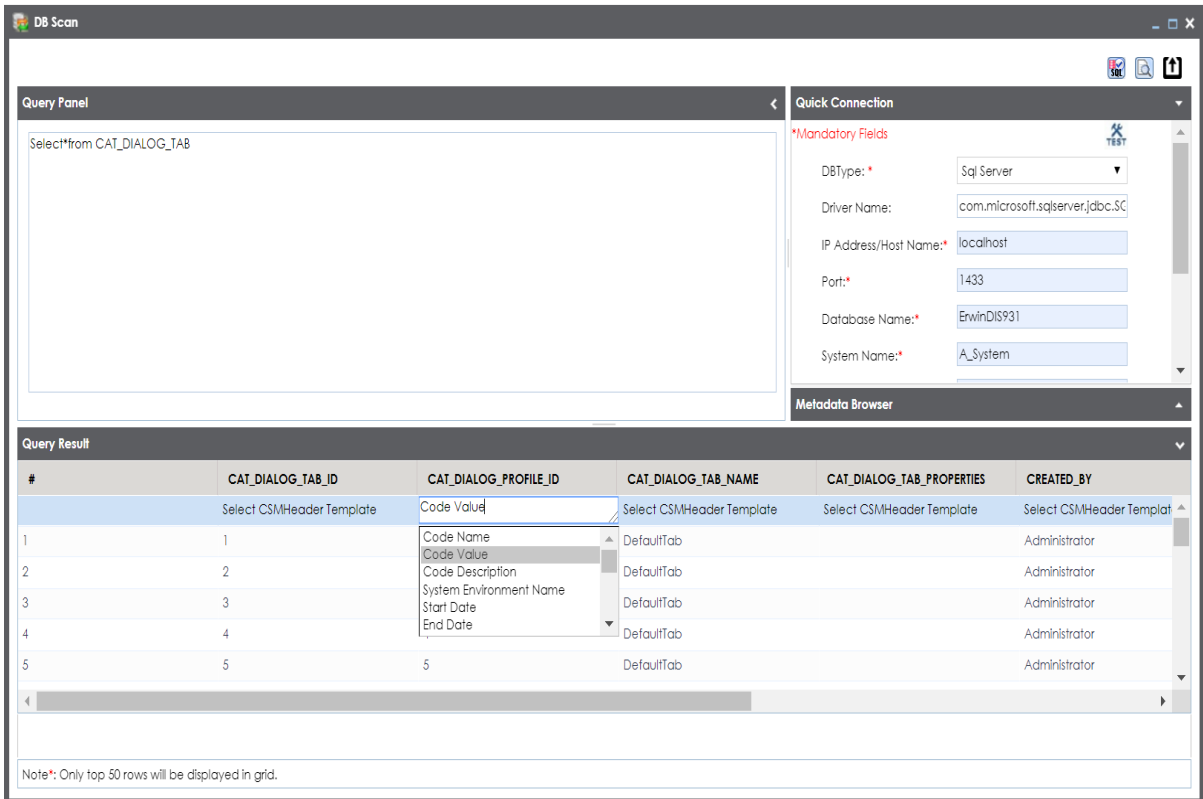 DB Scan
SQL
Query Panel
Quick Connection
Select*from CAT_DIALOG_TAB
*Mandatory Fields
TEST
DBType: *
Sql Server
Driver Name:
com.microsoft.sqlserver.jdbc.SQ
IP Address/Host Name:*
localhost
Port:*
1433
Database Name:*
ErwinDIS931
System Name:*
A_System
Metadata Browser
Query Result
# CAT_DIALOG_TAB_ID CAT_DIALOG_PROFILE_ID CAT_DIALOG_TAB_NAME CAT_DIALOG_TAB_PROPERTIES CREATED_BY
Select CSMHeader Template Code Value Select CSMHeader Template Select CSMHeader Template Select CSMHeader Templat
Code Name
Code Value
Code Description
System Environment Name
Start Date
End Date
1 1 DefaultTab Administrator
2 2 DefaultTab Administrator
3 3 DefaultTab Administrator
4 4 DefaultTab Administrator
5 5 5 DefaultTab Administrator
Note*: Only top 50 rows will be displayed in grid.